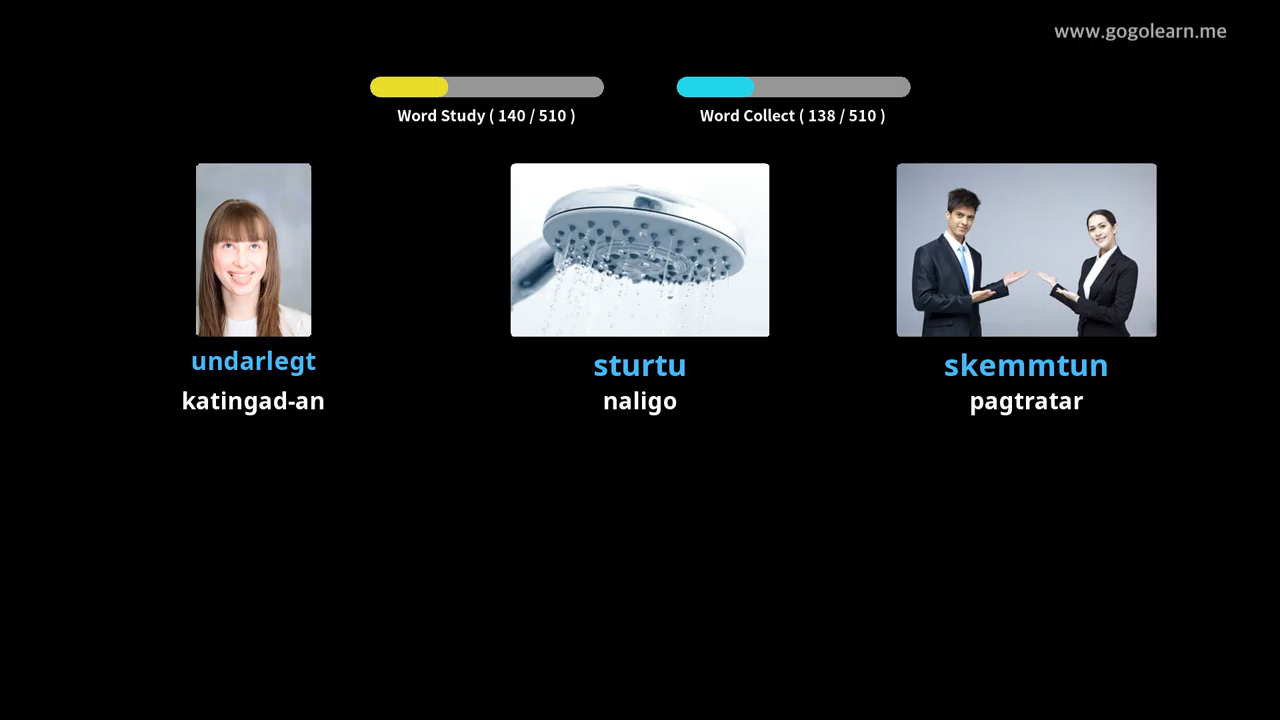 www.gogolearn.me
Word Study ( 140 / 510 )
Word Collect ( 138 / 510 )
undarlegt
katingad-an
sturtu
naligo
skemmtun
pagtratar